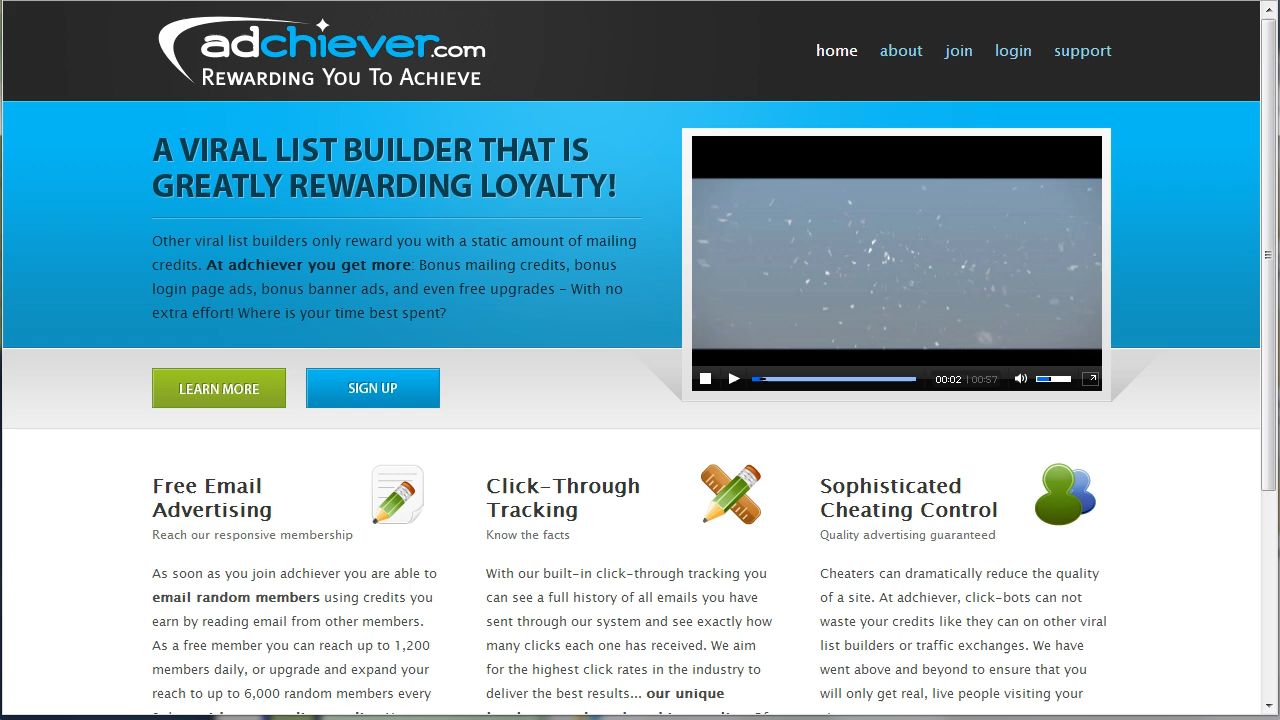 adchiever.com
REWARDING YOU TO ACHIEVE
home about join login support
A VIRAL LIST BUILDER THAT IS
GREATLY REWARDING LOYALTY!
Other viral list builders only reward you with a static amount of mailing
credits. At adchiever you get more: Bonus mailing credits, bonus
login page ads, bonus banner ads, and even free upgrades – With no
extra effort! Where is your time best spent?
00:02 | 00:57
LEARN MORE
SIGN UP
Free Email
Advertising
Reach our responsive membership
As soon as you join adchiever you are able to
email random members using credits you
earn by reading email from other members.
As a free member you can reach up to 1,200
members daily, or upgrade and expand your
reach to up to 6,000 random members every
Click-Through
Tracking
Know the facts
With our built-in click-through tracking you
can see a full history of all emails you have
sent through our system and see exactly how
many clicks each one has received. We aim
for the highest click rates in the industry to
deliver the best results... our unique
Sophisticated
Cheating Control
Quality advertising guaranteed
Cheaters can dramatically reduce the quality
of a site. At adchiever, click-bots can not
waste your credits like they can on other viral
list builders or traffic exchanges. We have
went above and beyond to ensure that you
will only get real, live people visiting your